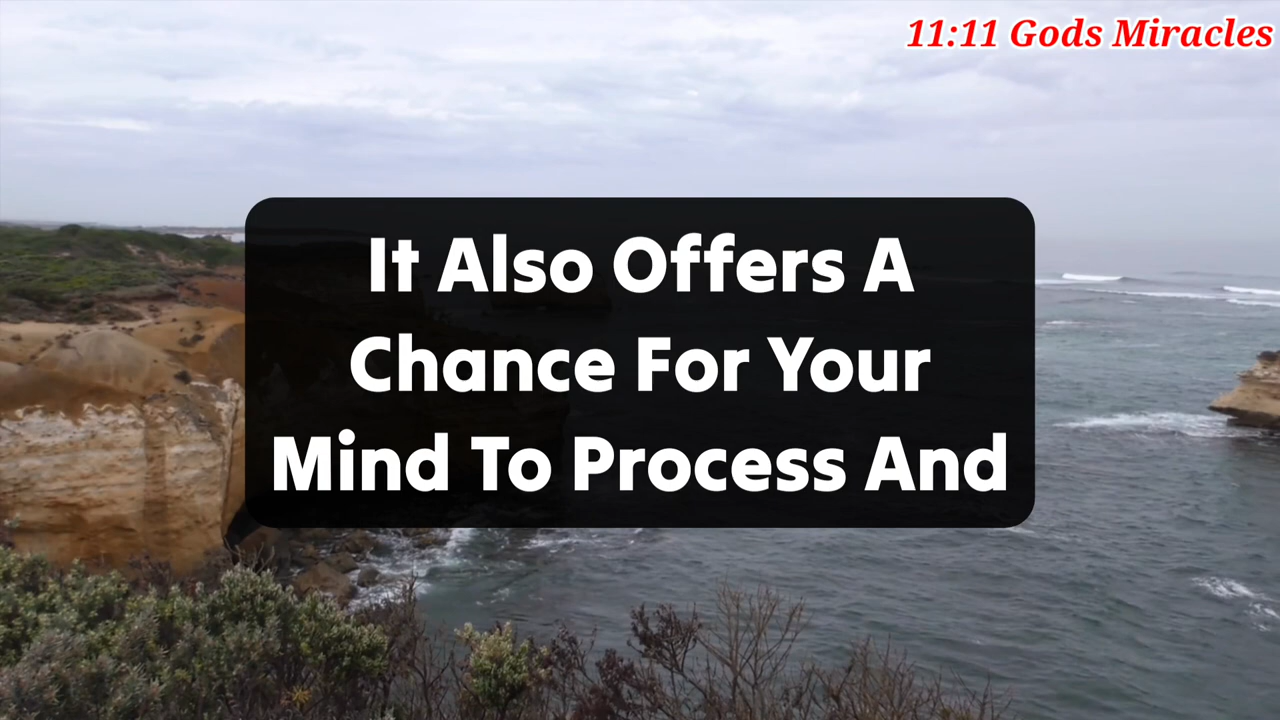 11:11 Gods Miracles
It Also Offers A
Chance For Your
Mind To Process And